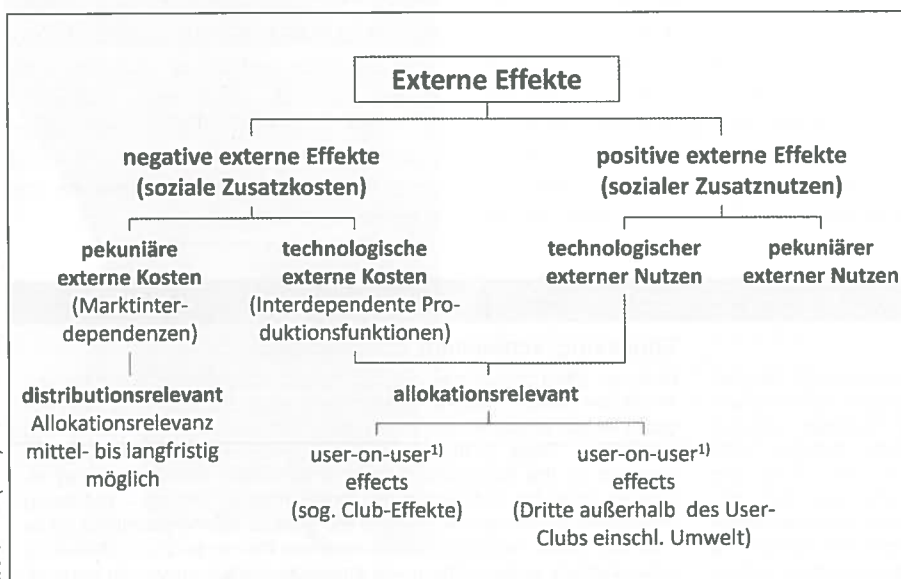 Externe Effekte
negative externe Effekte
(soziale Zusatzkosten)
positive externe Effekte
(sozialer Zusatznutzen)
pekuniäre
externe Kosten
(Marktinter-
dependenzen)
technologische
externe Kosten
(Interdependente Pro-
duktionsfunktionen)
technologischer
externer Nutzen
pekuniärer
externer Nutzen
distributionsrelevant
Allokationsrelevanz
mittel- bis langfristig
möglich
allokationsrelevant
user-on-user¹⁾
effects
(sog. Club-Effekte)
user-on-user¹⁾
effects
(Dritte außerhalb des User-
Clubs einschl. Umwelt)